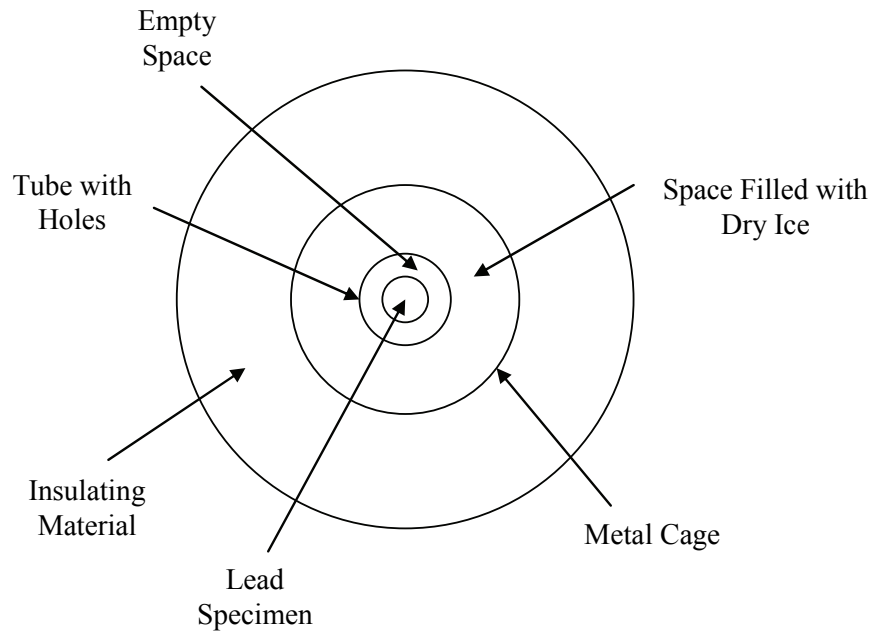 Empty
Space
Tube with
Holes
Space Filled with
Dry Ice
Insulating
Material
Metal Cage
Lead
Specimen